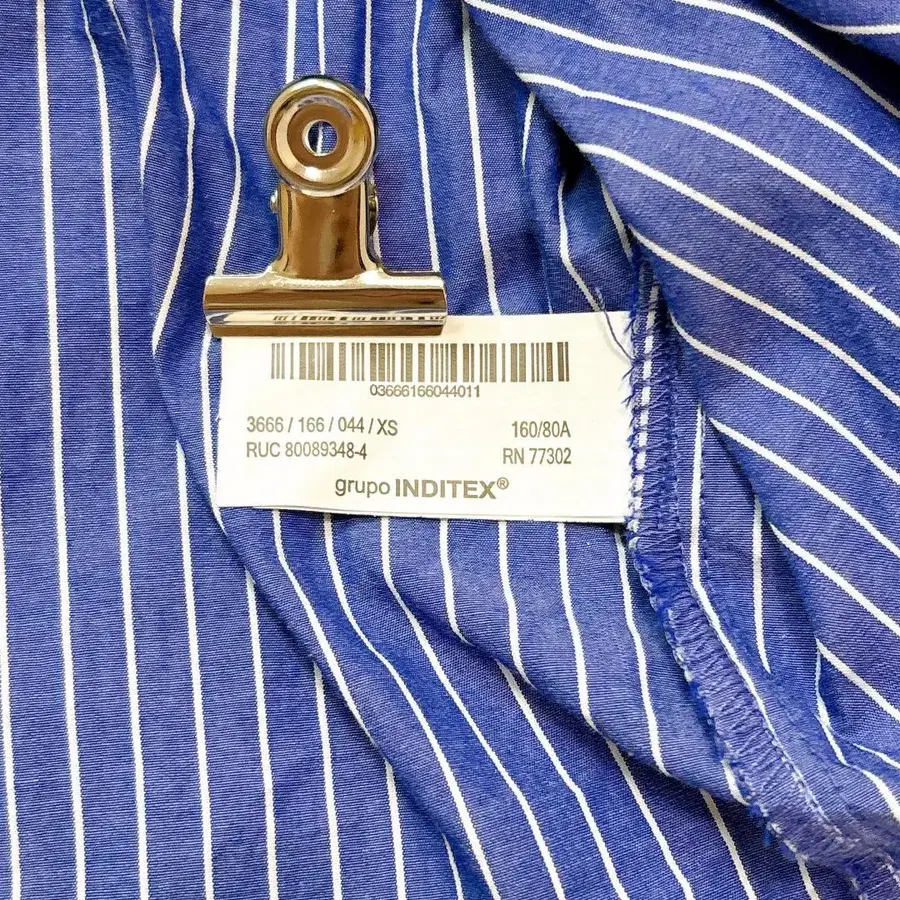 03666166044011
3666 / 166 / 044 / XS 160/80A
RUC 80089348-4 RN 77302
grupo INDITEX®